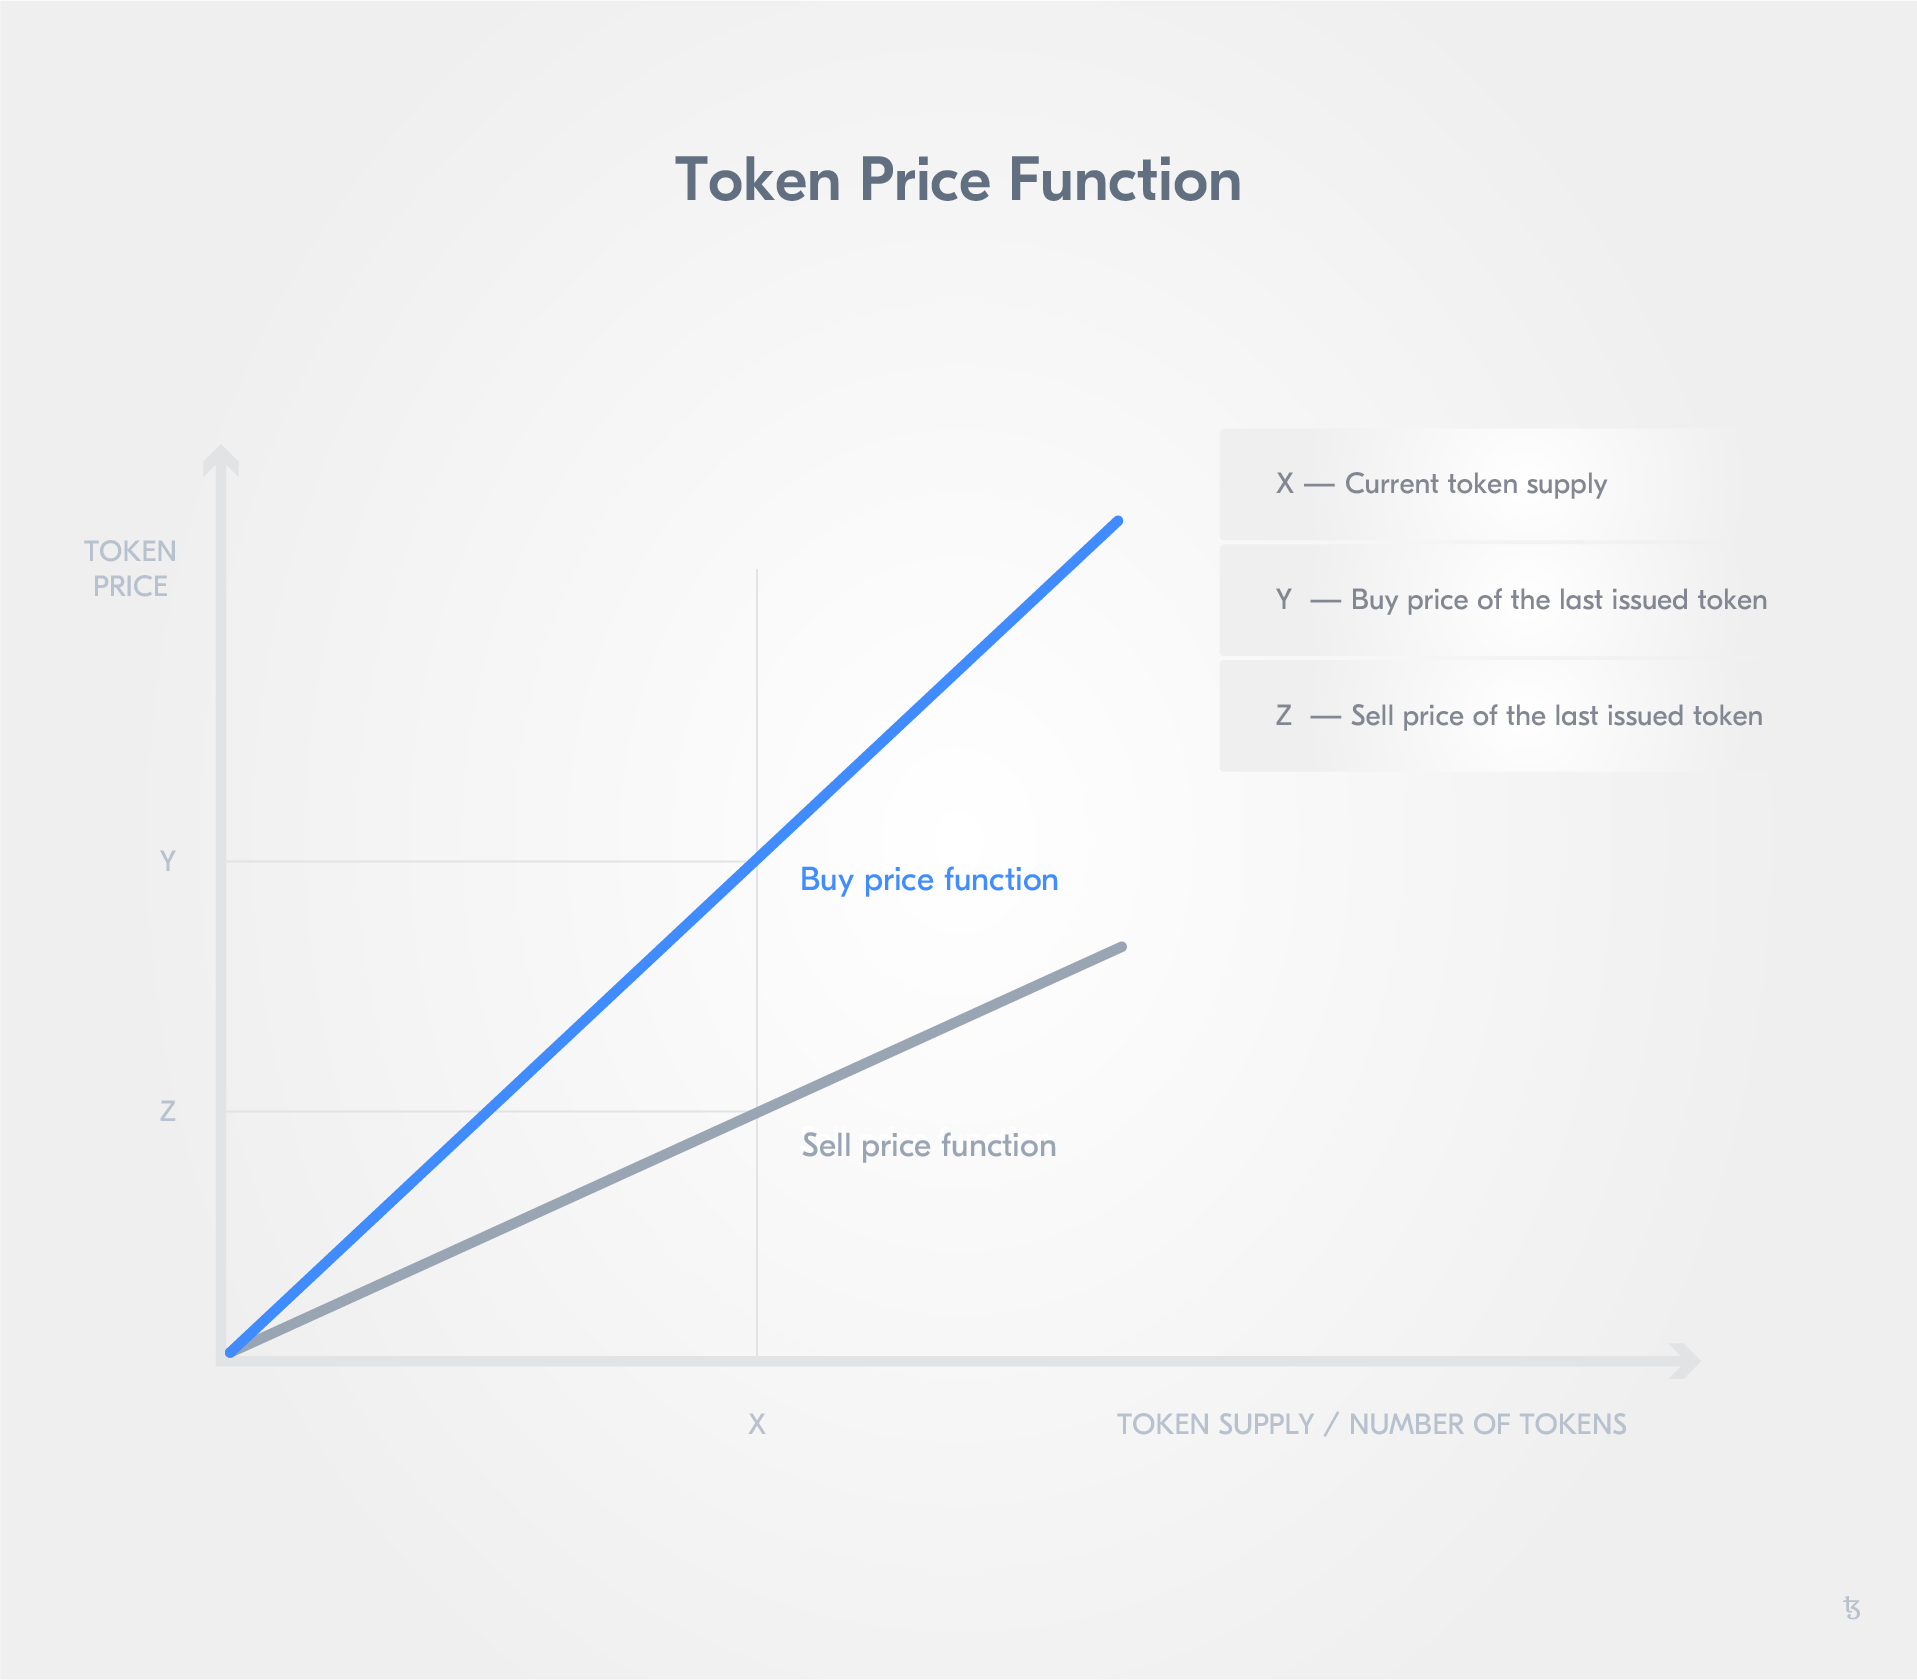 Token Price Function
TOKEN
PRICE
X — Current token supply
Y — Buy price of the last issued token
Z — Sell price of the last issued token
Y
Buy price function
Z
Sell price function
X
TOKEN SUPPLY / NUMBER OF TOKENS
ꜩ